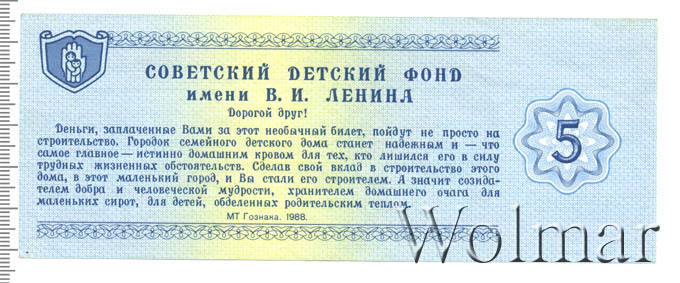 СОВЕТСКИЙ ДЕТСКИЙ ФОНД
имени В. И. ЛЕНИНА
Дорогой друг!
Деньги, заплаченные Вами за этот необычный билет, пойдут не просто на
строительство. Городок семейного детского дома станет надежным и — что
самое главное — истинно домашним кровом для тех, кто лишился его в силу
трудных жизненных обстоятельств. Сделав свой вклад в строительство этого
дома, в этот маленький город, и Вы стали его строителем. А значит созида-
телем добра и человеческой мудрости, хранителем домашнего очага для
маленьких сирот, для детей, обделенных родительским теплом.
МТ Гознака. 1988.
5
Wolmar